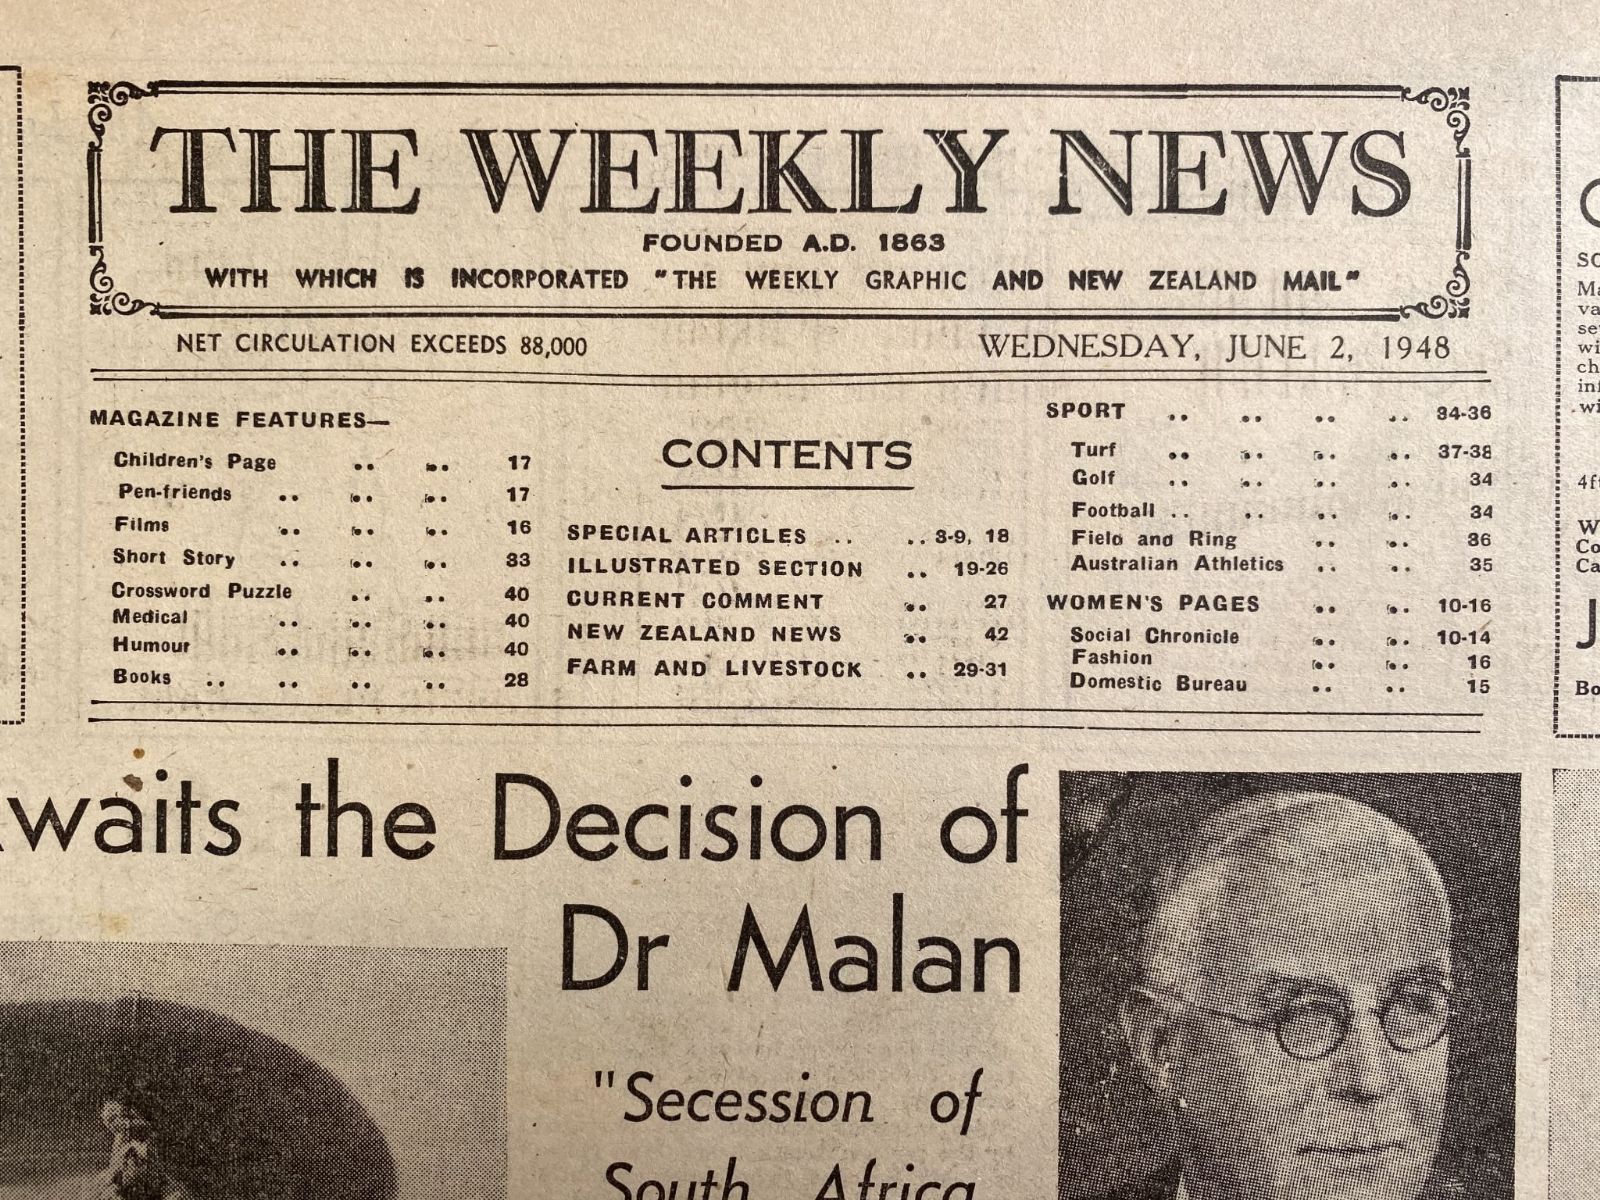 THE WEEKLY NEWS
FOUNDED A.D. 1863
WITH WHICH IS INCORPORATED "THE WEEKLY GRAPHIC AND NEW ZEALAND MAIL"
NET CIRCULATION EXCEEDS 88,000
WEDNESDAY, JUNE 2, 1948
MAGAZINE FEATURES—
Children's Page .. .. 17
Pen-friends .. .. .. 17
Films .. .. .. 16
Short Story .. .. .. 33
Crossword Puzzle .. .. 40
Medical .. .. .. 40
Humour .. .. .. 40
Books .. .. .. .. 28
CONTENTS
SPECIAL ARTICLES .. .. 3-9, 18
ILLUSTRATED SECTION .. 19-26
CURRENT COMMENT .. 27
NEW ZEALAND NEWS .. 42
FARM AND LIVESTOCK .. 29-31
SPORT .. .. .. .. 34-36
Turf .. .. .. .. 37-38
Golf .. .. .. .. 34
Football .. .. .. .. 34
Field and Ring .. .. 36
Australian Athletics .. .. 35
WOMEN'S PAGES .. .. 10-16
Social Chronicle .. .. 10-14
Fashion .. .. 16
Domestic Bureau .. .. 15
waits the Decision of
Dr Malan
"Secession of
South Africa